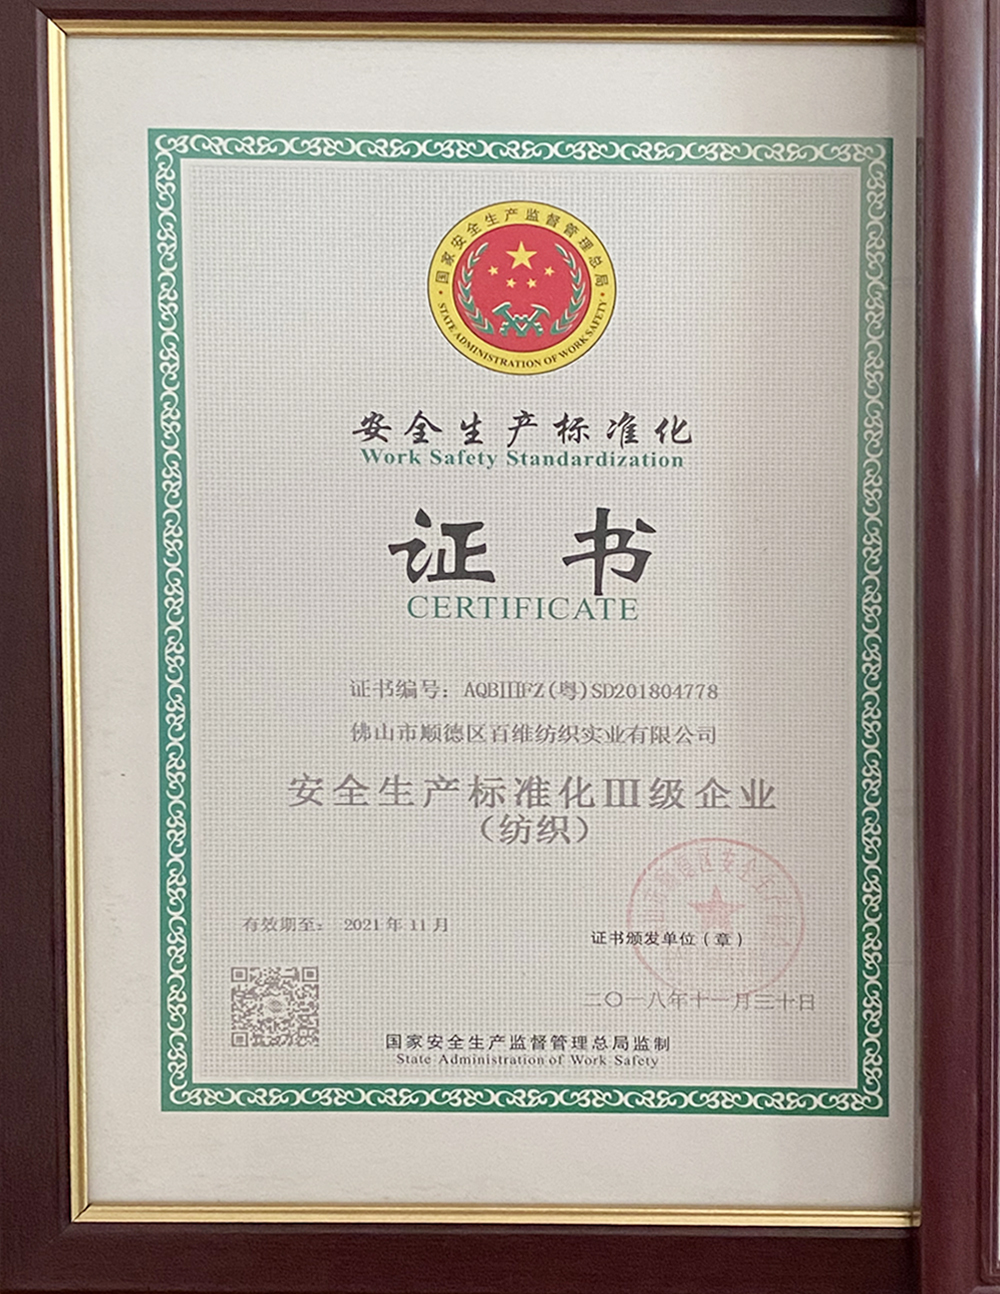 国家安全生产监督管理总局
STATE ADMINISTRATION OF WORK SAFETY
安全生产标准化
Work Safety Standardization
证书
CERTIFICATE
证书编号：AQBIIIFZ(粤)SD201804778
佛山市顺德区百维纺织实业有限公司
安全生产标准化III级企业
（纺织）
区安全生产
有效期至： 2021年11月
证书颁发单位（章）
二〇一八年十一月三十日
国家安全生产监督管理总局监制
State Administration of Work Safety